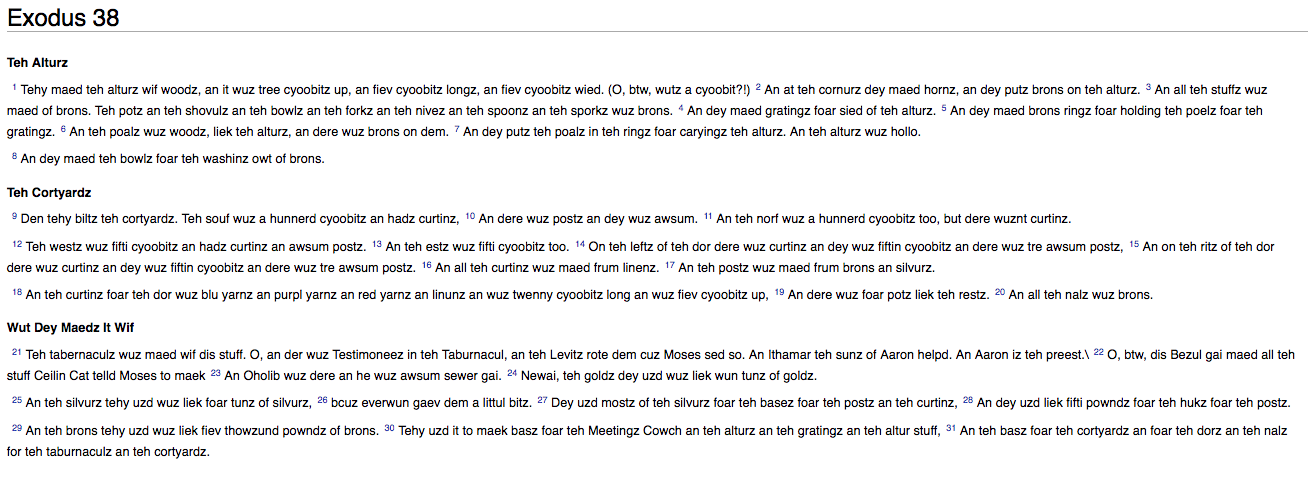 Exodus 38
Teh Alturz
1 Tehy maed teh alturz wif woodz, an it wuz tree cyoobitz up, an fiev cyoobitz longz, an fiev cyoobitz wied. (O, btw, wutz a cyoobit?!) 2 An at teh cornurz dey maed hornz, an dey putz brons on teh alturz. 3 An all teh stuffz wuz
maed of brons. Teh potz an teh shovulz an teh bowlz an teh forkz an teh nivez an teh spoonz an teh sporkz wuz brons. 4 An dey maed gratingz foar sied of teh alturz. 5 An dey maed brons ringz foar holding teh poelz foar teh
gratingz. 6 An teh poalz wuz woodz, liek teh alturz, an dere wuz brons on dem. 7 An dey putz teh poalz in teh ringz foar caryingz teh alturz. An teh alturz wuz hollo.
8 An dey maed teh bowlz foar teh washinz owt of brons.
Teh Cortyardz
9 Den tehy biltz teh cortyardz. Teh souf wuz a hunnerd cyoobitz an hadz curtinz, 10 An dere wuz postz an dey wuz awsum. 11 An teh norf wuz a hunnerd cyoobitz too, but dere wuznt curtinz.
12 Teh westz wuz fifti cyoobitz an hadz curtinz an awsum postz. 13 An teh estz wuz fifti cyoobitz too. 14 On teh leftz of teh dor dere wuz curtinz an dey wuz fiftin cyoobitz an dere wuz tre awsum postz, 15 An on teh ritz of teh dor
dere wuz curtinz an dey wuz fiftin cyoobitz an dere wuz tre awsum postz. 16 An all teh curtinz wuz maed frum linenz. 17 An teh postz wuz maed frum brons an silvurz.
18 An teh curtinz foar teh dor wuz blu yarnz an purpl yarnz an red yarnz an linunz an wuz twenny cyoobitz long an wuz fiev cyoobitz up, 19 An dere wuz foar potz liek teh restz. 20 An all teh nalz wuz brons.
Wut Dey Maedz It Wif
21 Teh tabernaculz wuz maed wif dis stuff. O, an der wuz Testimoneez in teh Taburnacul, an teh Levitz rote dem cuz Moses sed so. An Ithamar teh sunz of Aaron helpd. An Aaron iz teh preest.\ 22 O, btw, dis Bezul gai maed all teh
stuff Ceilin Cat telld Moses to maek 23 An Oholib wuz dere an he wuz awsum sewer gai. 24 Newai, teh goldz dey uzd wuz liek wun tunz of goldz.
25 An teh silvurz tehy uzd wuz liek foar tunz of silvurz, 26 bcuz everwun gaev dem a littul bitz. 27 Dey uzd mostz of teh silvurz foar teh basez foar teh postz an teh curtinz, 28 An dey uzd liek fifti powndz foar teh hukz foar teh postz.
29 An teh brons tehy uzd wuz liek fiev thowzund powndz of brons. 30 Tehy uzd it to maek basz foar teh Meetingz Cowch an teh alturz an teh gratingz an teh altur stuff, 31 An teh basz foar teh cortyardz an foar teh dorz an teh nalz
for teh taburnaculz an teh cortyardz.